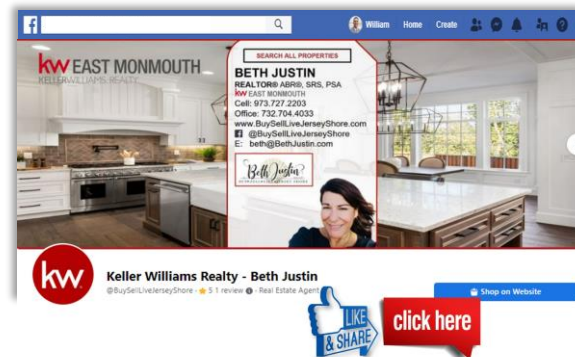 William Home Create
kw EAST MONMOUTH
KELLERWILLIAMS. REALTY
SEARCH ALL PROPERTIES
BETH JUSTIN
REALTOR® ABR®, SRS, PSA
kw EAST MONMOUTH
Cell: 973.727.2203
Office: 732.704.4033
www.BuySellLiveJerseyShore.com
@BuySellLiveJerseyShore
E: beth@BethJustin.com
Beth Justin
kw
Keller Williams Realty - Beth Justin
@BuySellLiveJerseyShore · 5 1 review · Real Estate Agent
Shop on Website
LIKE
& SHARE
click here